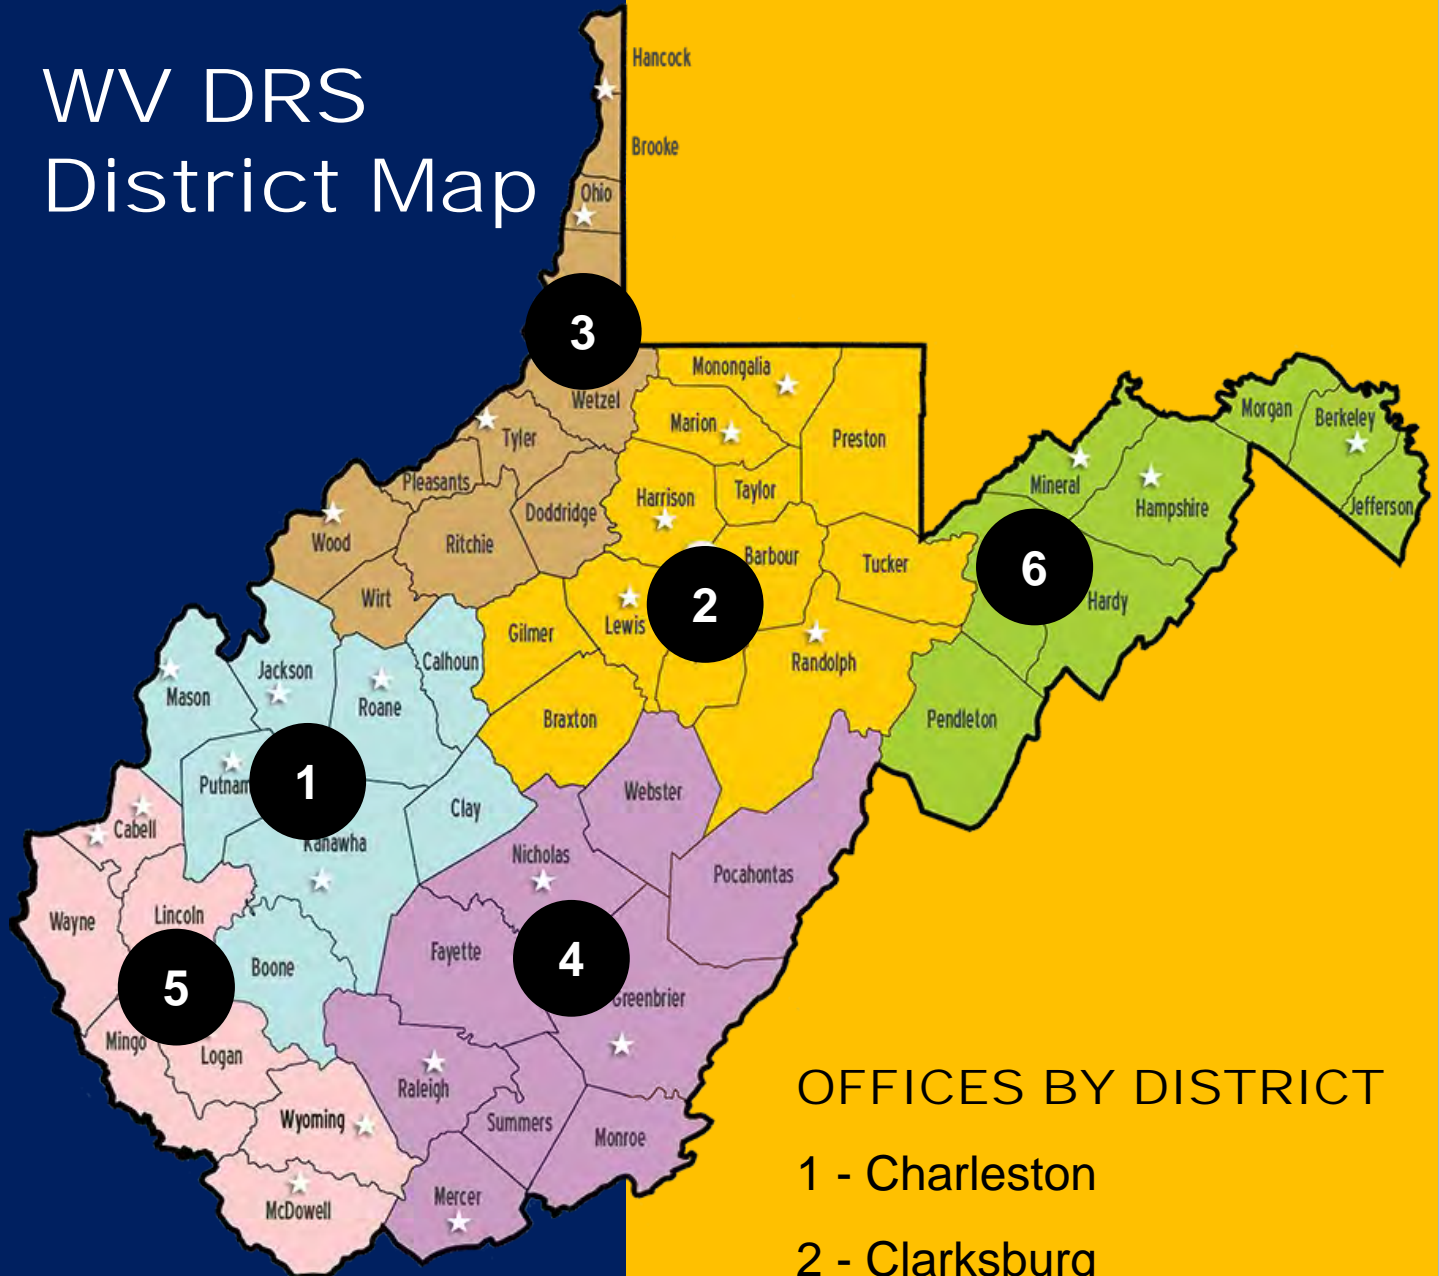 WV DRS
District Map
Hancock
Brooke
Ohio
3
Wetzel
Monongalia
Marion
Preston
Tyler
Pleasants
Doddridge
Harrison
Taylor
Wood
Ritchie
Wirt
Barbour
Tucker
Mineral
Hampshire
Morgan
Berkeley
Jefferson
6
Hardy
2
Gilmer
Lewis
Randolph
Braxton
Pendleton
Mason
Jackson
Roane
Calhoun
Putnam
1
Kanawha
Clay
Webster
Nicholas
Pocahontas
Cabell
Wayne
Lincoln
Boone
5
Fayette
4
Greenbrier
Mingo
Logan
Raleigh
Wyoming
Summers
Monroe
McDowell
Mercer
OFFICES BY DISTRICT
1 - Charleston
2 - Clarksburg